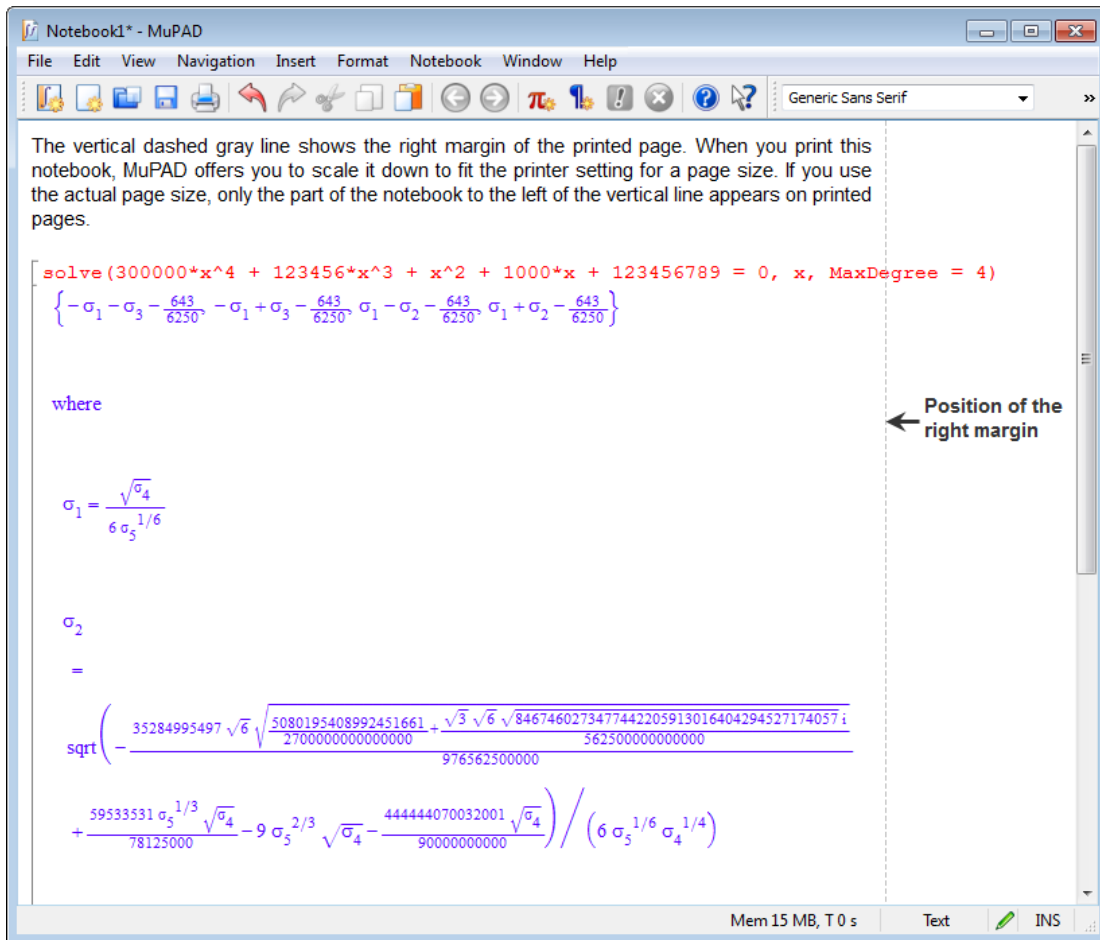 Notebook1* - MuPAD
File Edit View Navigation Insert Format Notebook Window Help
Generic Sans Serif
The vertical dashed gray line shows the right margin of the printed page. When you print this
notebook, MuPAD offers you to scale it down to fit the printer setting for a page size. If you use
the actual page size, only the part of the notebook to the left of the vertical line appears on printed
pages.
solve(300000*x^4 + 123456*x^3 + x^2 + 1000*x + 123456789 = 0, x, MaxDegree = 4)
{-σ₁ - σ₃ - 643/6250, -σ₁ + σ₃ - 643/6250, σ₁ - σ₂ - 643/6250, σ₁ + σ₂ - 643/6250}
where
Position of the
right margin
σ₁ = √σ₄ / (6 σ₅^1/6)
σ₂
=
sqrt(- 35284995497 √6 √(5080195408992451661/2700000000000000 + √3 √6 √8467460273477442205913016404294527174057 i/562500000000000) / 976562500000
+ 59533531 σ₅^1/3 √σ₄ / 78125000 - 9 σ₅^2/3 √σ₄ - 444444070032001 √σ₄ / 90000000000) / (6 σ₅^1/6 σ₄^1/4)
Mem 15 MB, T 0 s Text INS